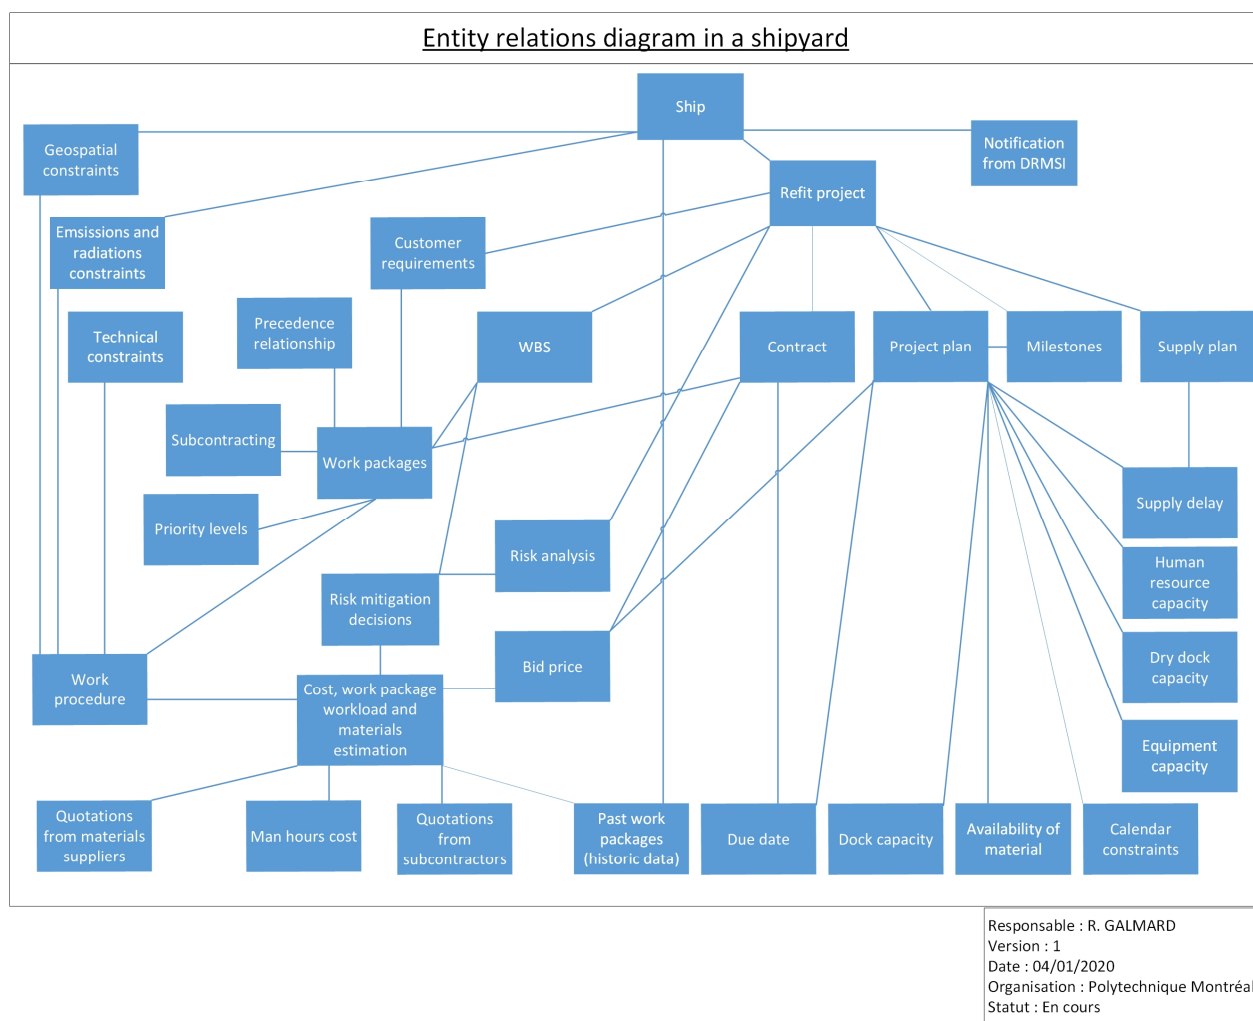 Entity relations diagram in a shipyard
Ship
Geospatial
constraints
Notification
from DRMSI
Refit project
Emsissions and
radiations
constraints
Customer
requirements
Technical
constraints
Precedence
relationship
WBS
Contract
Project plan
Milestones
Supply plan
Subcontracting
Work packages
Priority levels
Supply delay
Risk analysis
Human
resource
capacity
Risk mitigation
decisions
Bid price
Dry dock
capacity
Work
procedure
Cost, work package
workload and
materials
estimation
Equipment
capacity
Quotations
from materials
suppliers
Man hours cost
Quotations
from
subcontractors
Past work
packages
(historic data)
Due date
Dock capacity
Availability of
material
Calendar
constraints
Responsable : R. GALMARD
Version : 1
Date : 04/01/2020
Organisation : Polytechnique Montréal
Statut : En cours